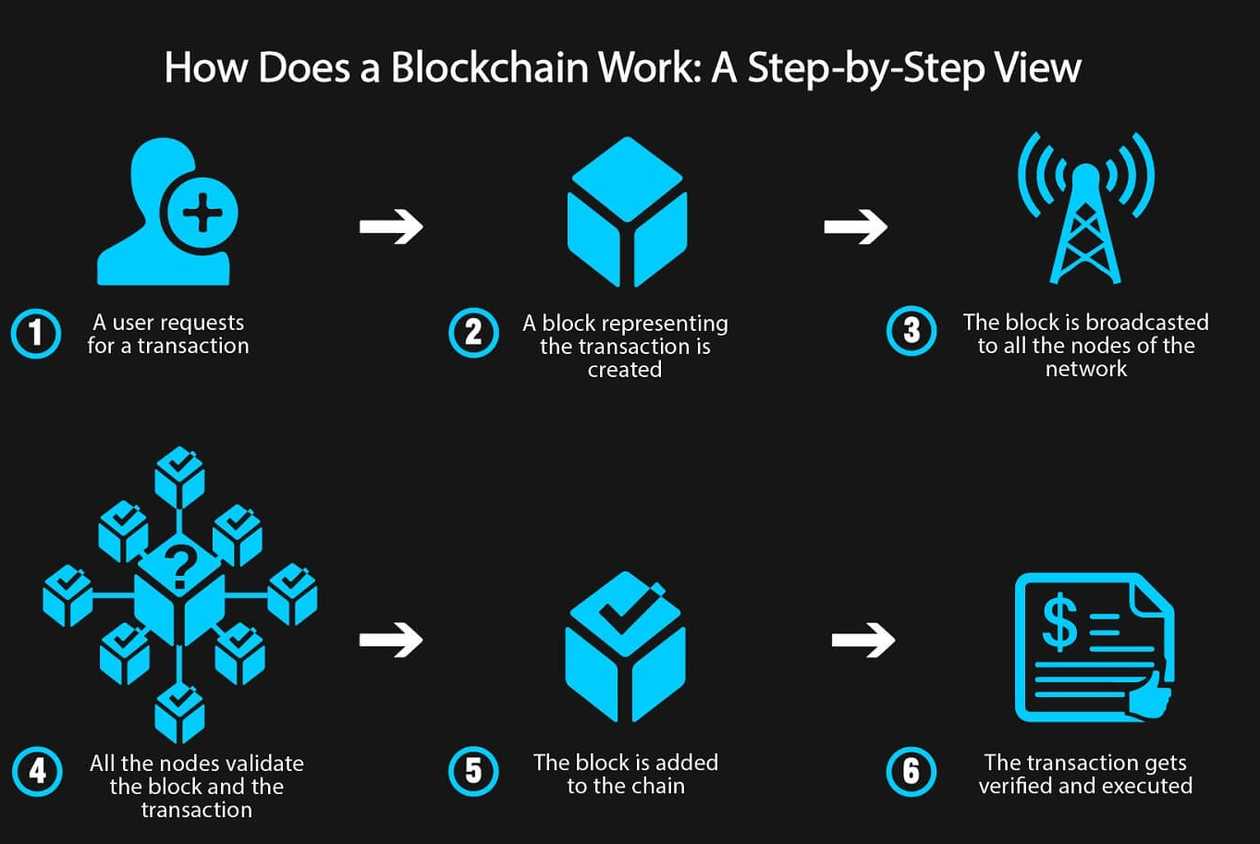 How Does a Blockchain Work: A Step-by-Step View
1
A user requests
for a transaction
2
A block representing
the transaction is
created
3
The block is broadcasted
to all the nodes of the
network
?
4
All the nodes validate
the block and the
transaction
5
The block is added
to the chain
$
6
The transaction gets
verified and executed